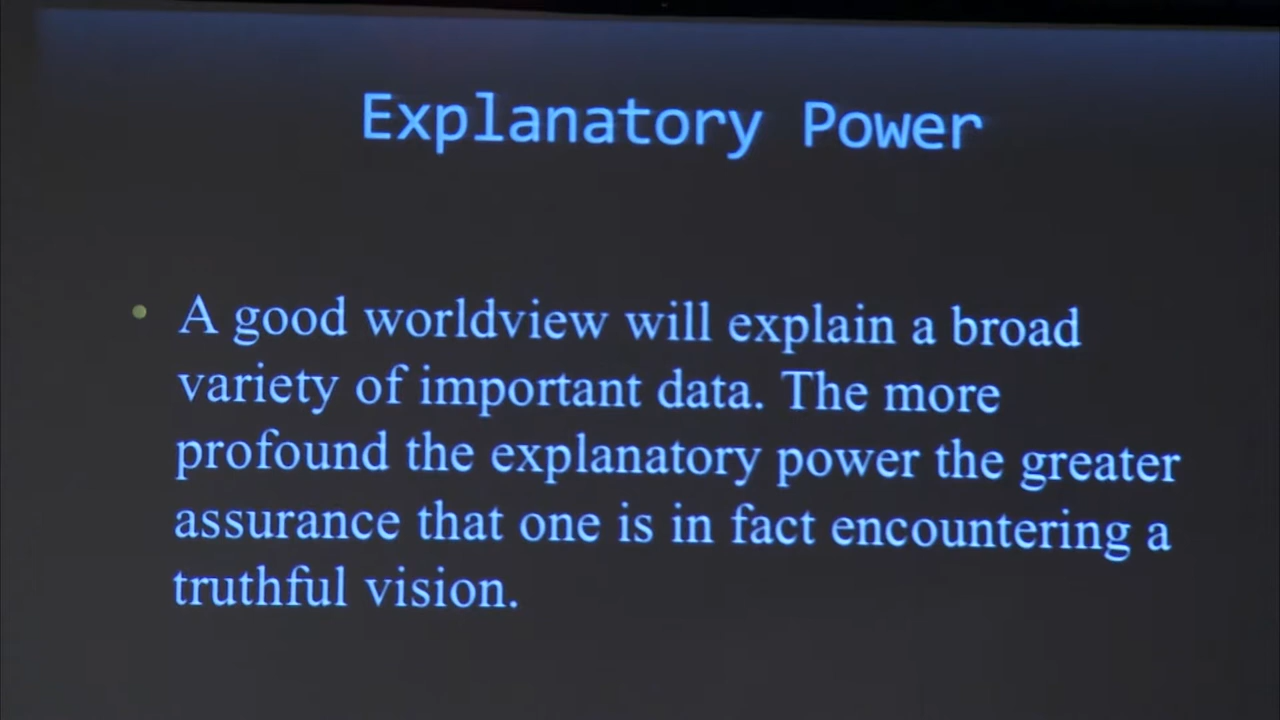 Explanatory Power
• A good worldview will explain a broad
variety of important data. The more
profound the explanatory power the greater
assurance that one is in fact encountering a
truthful vision.